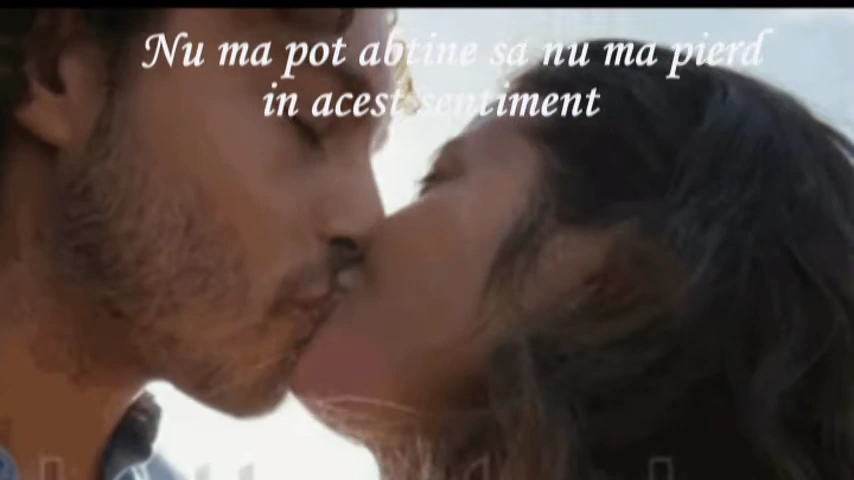 Nu ma pot abtine sa nu ma pierd
in acest sentiment